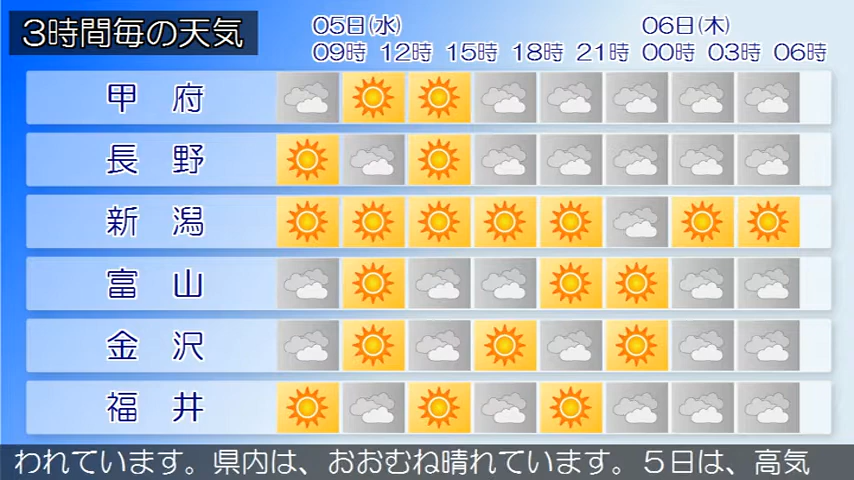 3時間毎の天気
05日(水) 06日(木)
09時 12時 15時 18時 21時 00時 03時 06時
甲府
長野
新潟
富山
金沢
福井
われています。県内は、おおむね晴れています。５日は、高気